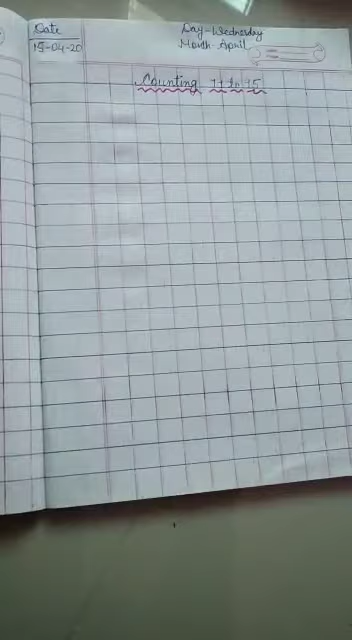 Date
15-04-20
Day-Wednesday
Month-April
Counting 11 to 15